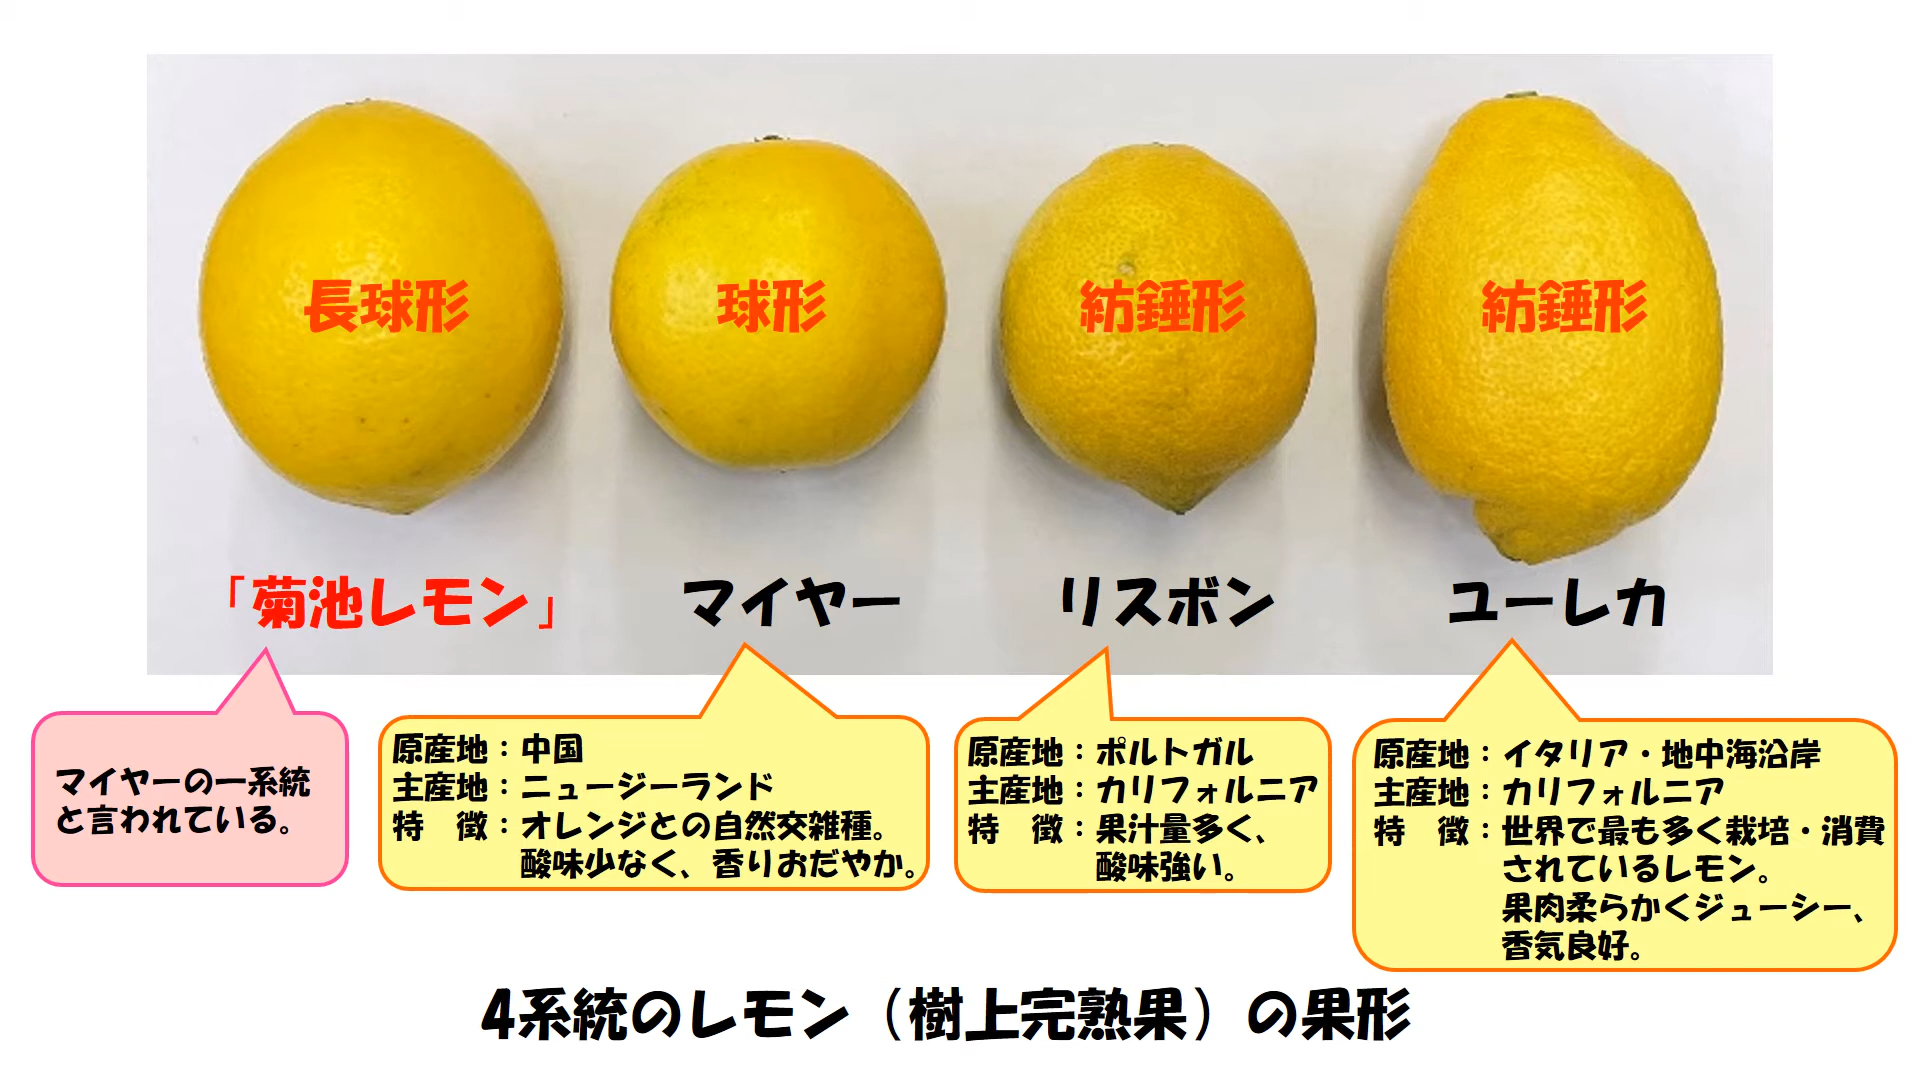 長球形
球形
紡錘形
紡錘形
「菊池レモン」
マイヤー
リスボン
ユーレカ
マイヤーの一系統
と言われている。
原産地：中国
主産地：ニュージーランド
特　徴：オレンジとの自然交雑種。
酸味少なく、香りおだやか。
原産地：ポルトガル
主産地：カリフォルニア
特　徴：果汁量多く、
酸味強い。
原産地：イタリア・地中海沿岸
主産地：カリフォルニア
特　徴：世界で最も多く栽培・消費
されているレモン。
果肉柔らかくジューシー、
香気良好。
4系統のレモン（樹上完熟果）の果形